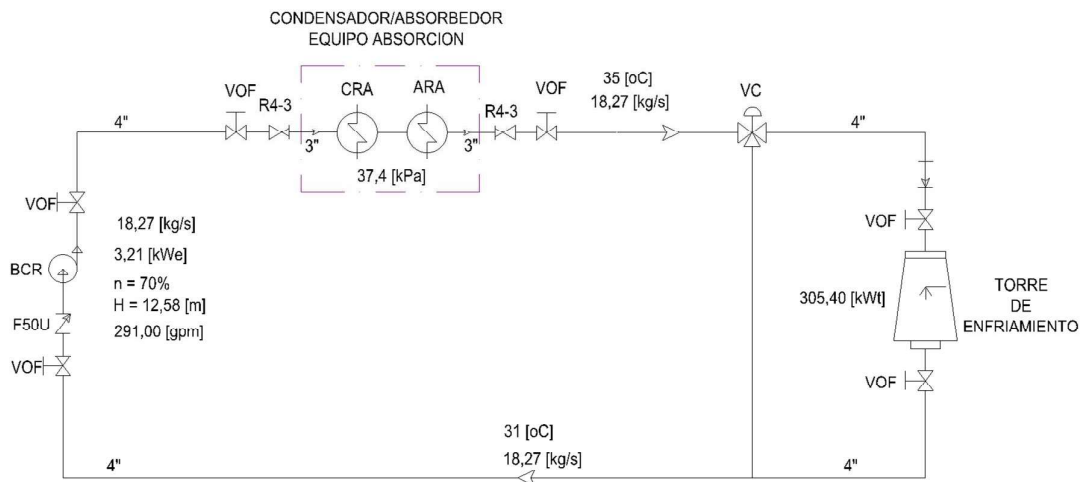 CONDENSADOR/ABSORBEDOR
EQUIPO ABSORCION
VOF
R4-3
CRA
ARA
R4-3
VOF
35 [oC]
18,27 [kg/s]
VC
4"
3"
3"
4"
37,4 [kPa]
VOF
18,27 [kg/s]
3,21 [kWe]
n = 70%
H = 12,58 [m]
291,00 [gpm]
BCR
F50U
VOF
VOF
305,40 [kWt]
TORRE
DE
ENFRIAMIENTO
VOF
31 [oC]
18,27 [kg/s]
4"
4"